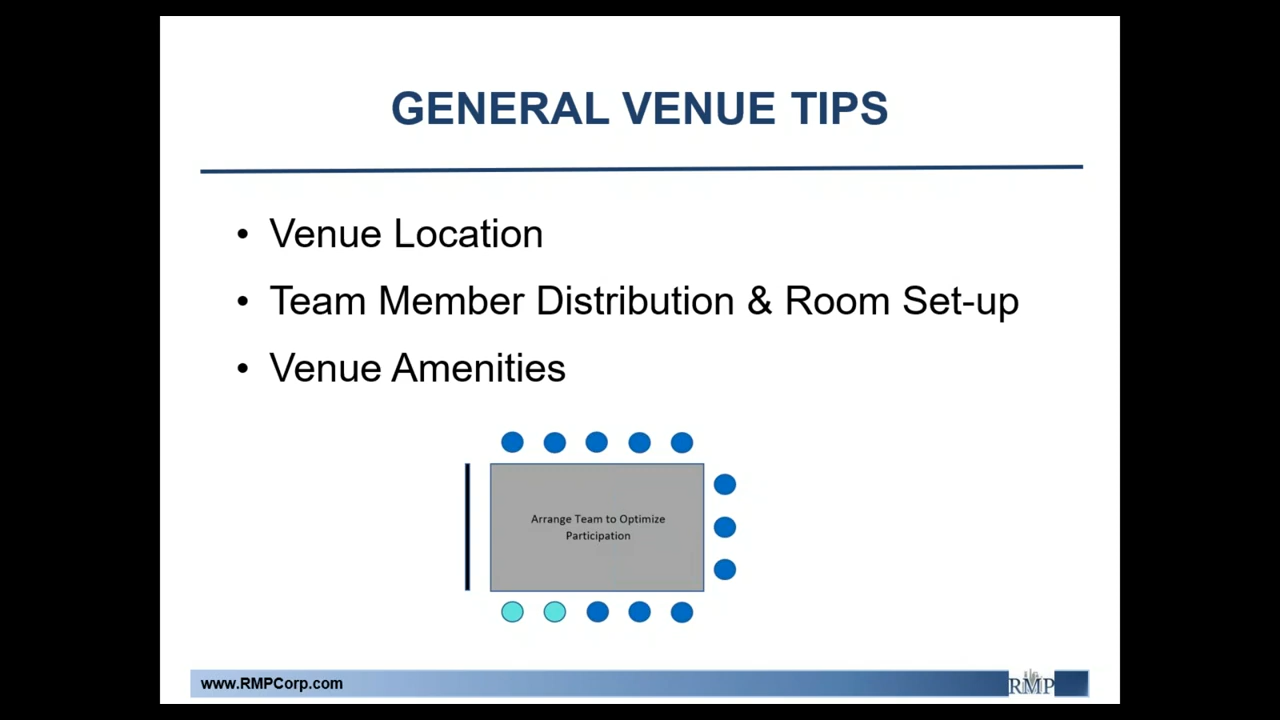 GENERAL VENUE TIPS
• Venue Location
• Team Member Distribution & Room Set-up
• Venue Amenities
Arrange Team to Optimize
Participation
www.RMPCorp.com
RMP